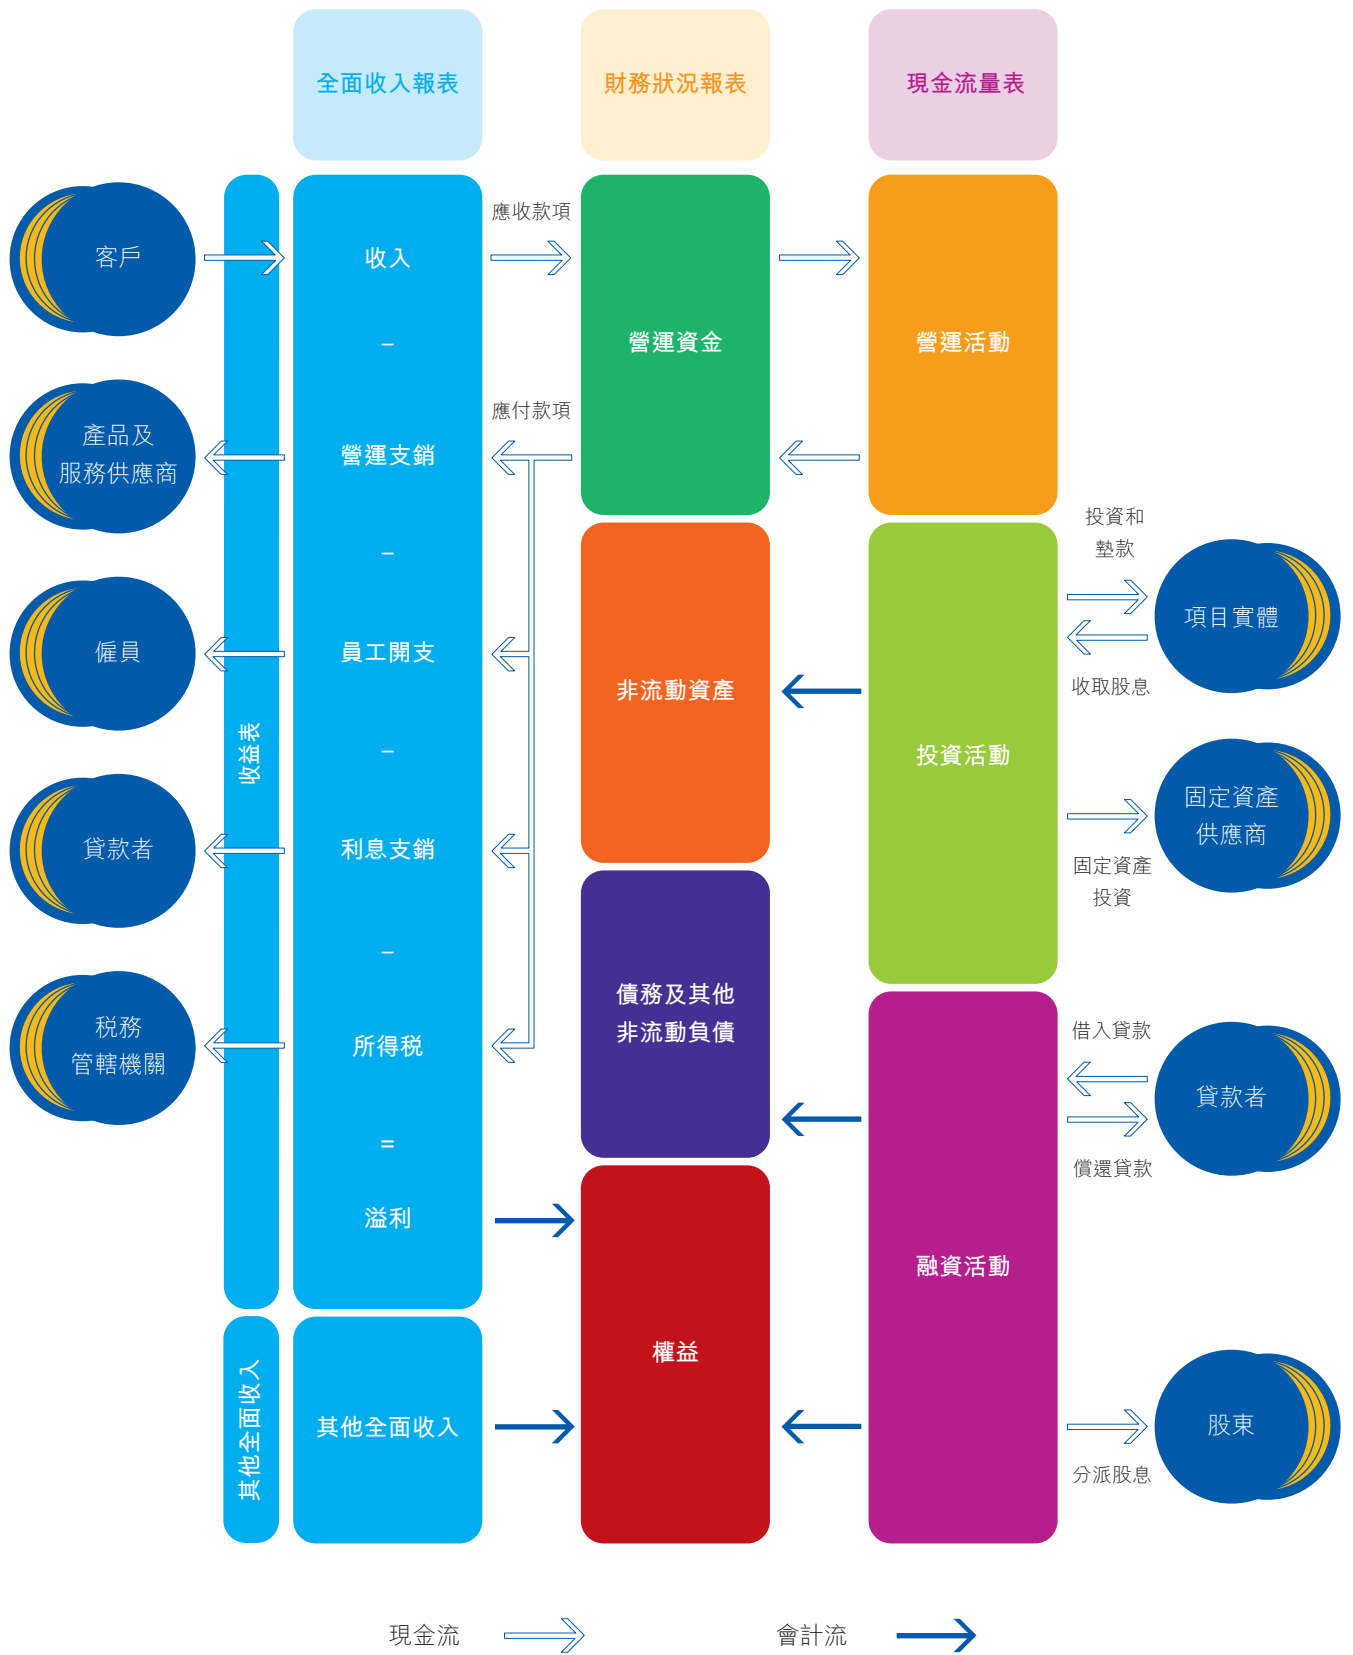 全面收入報表
財務狀況報表
現金流量表
客戶
產品及
服務供應商
僱員
貸款者
稅務
管轄機關
收益表
其他全面收入
收入
–
營運支銷
–
員工開支
–
利息支銷
–
所得稅
=
溢利
其他全面收入
應收款項
應付款項
營運資金
非流動資產
債務及其他
非流動負債
權益
營運活動
投資活動
融資活動
投資和
墊款
收取股息
固定資產
投資
借入貸款
償還貸款
分派股息
項目實體
固定資產
供應商
貸款者
股東
現金流
會計流